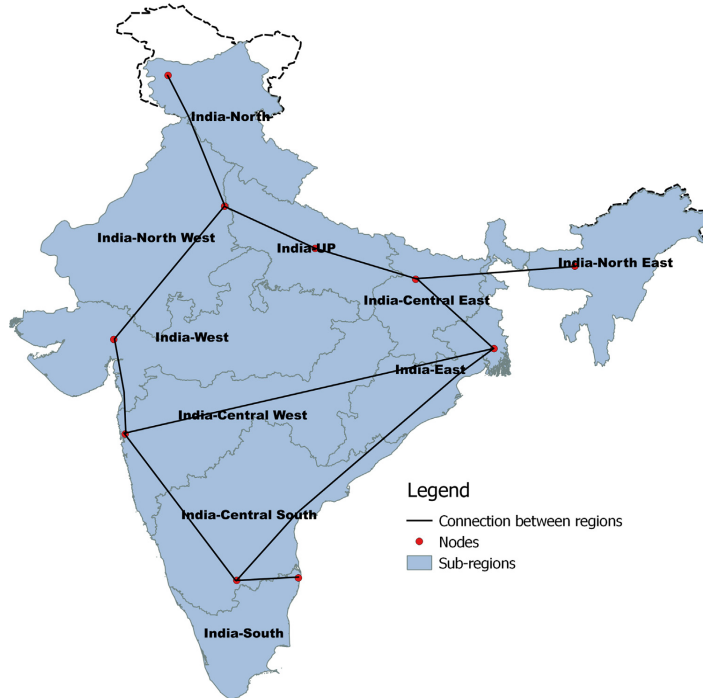 India-North
India-North West
India-UP
India-North East
India-Central East
India-West
India-East
India-Central West
Legend
Connection between regions
India-Central South
Nodes
Sub-regions
India-South